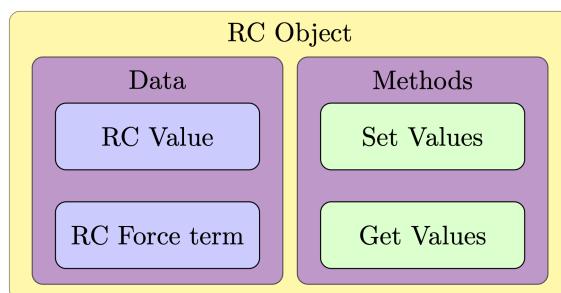 RC Object
Data
RC Value
RC Force term
Methods
Set Values
Get Values